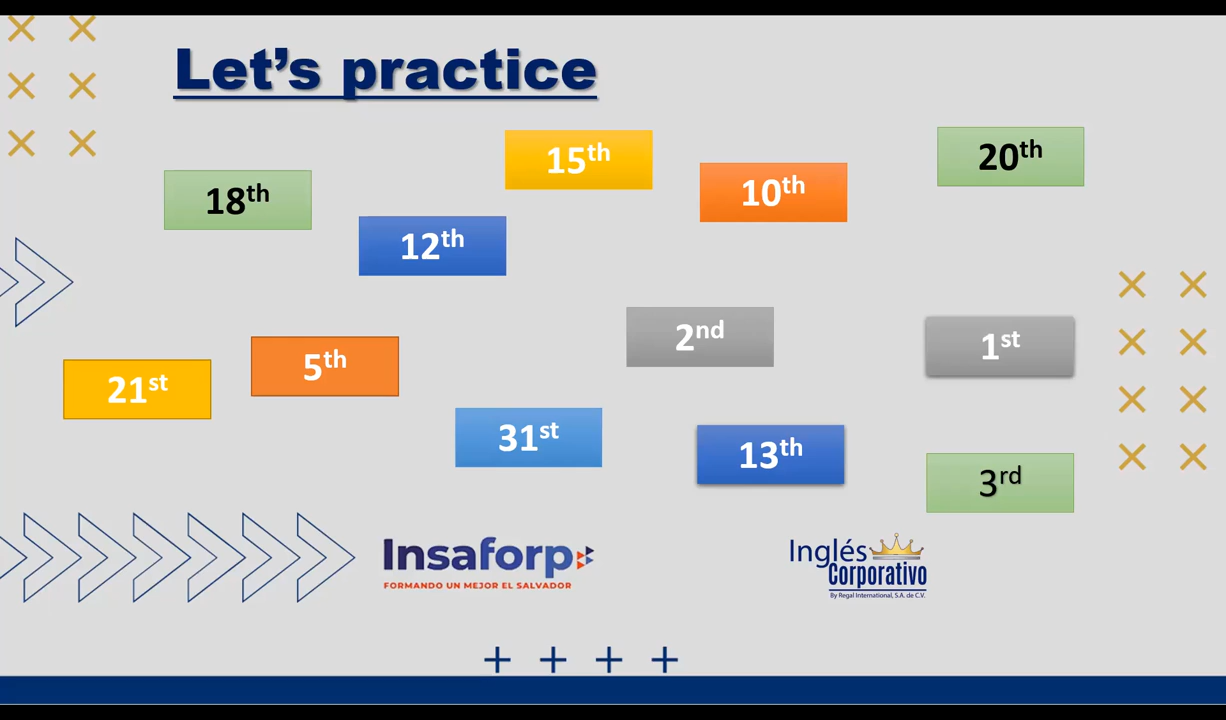 Let's practice
15th
20th
10th
18th
12th
2nd
1st
5th
21st
31st
13th
3rd
Insaforp
FORMANDO UN MEJOR EL SALVADOR
Inglés
Corporativo
By Regal International, S.A. de C.V.